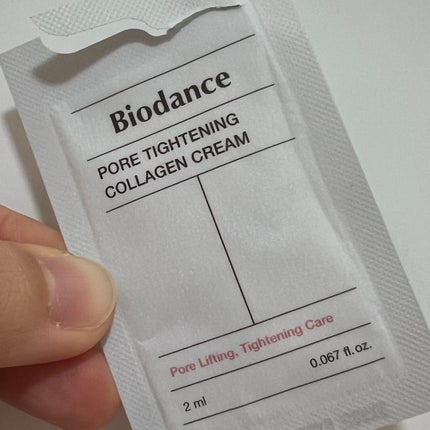 Biodance
PORE TIGHTENING
COLLAGEN CREAM
Pore Lifting, Tightening Care
2 ml
0.067 fl.oz.